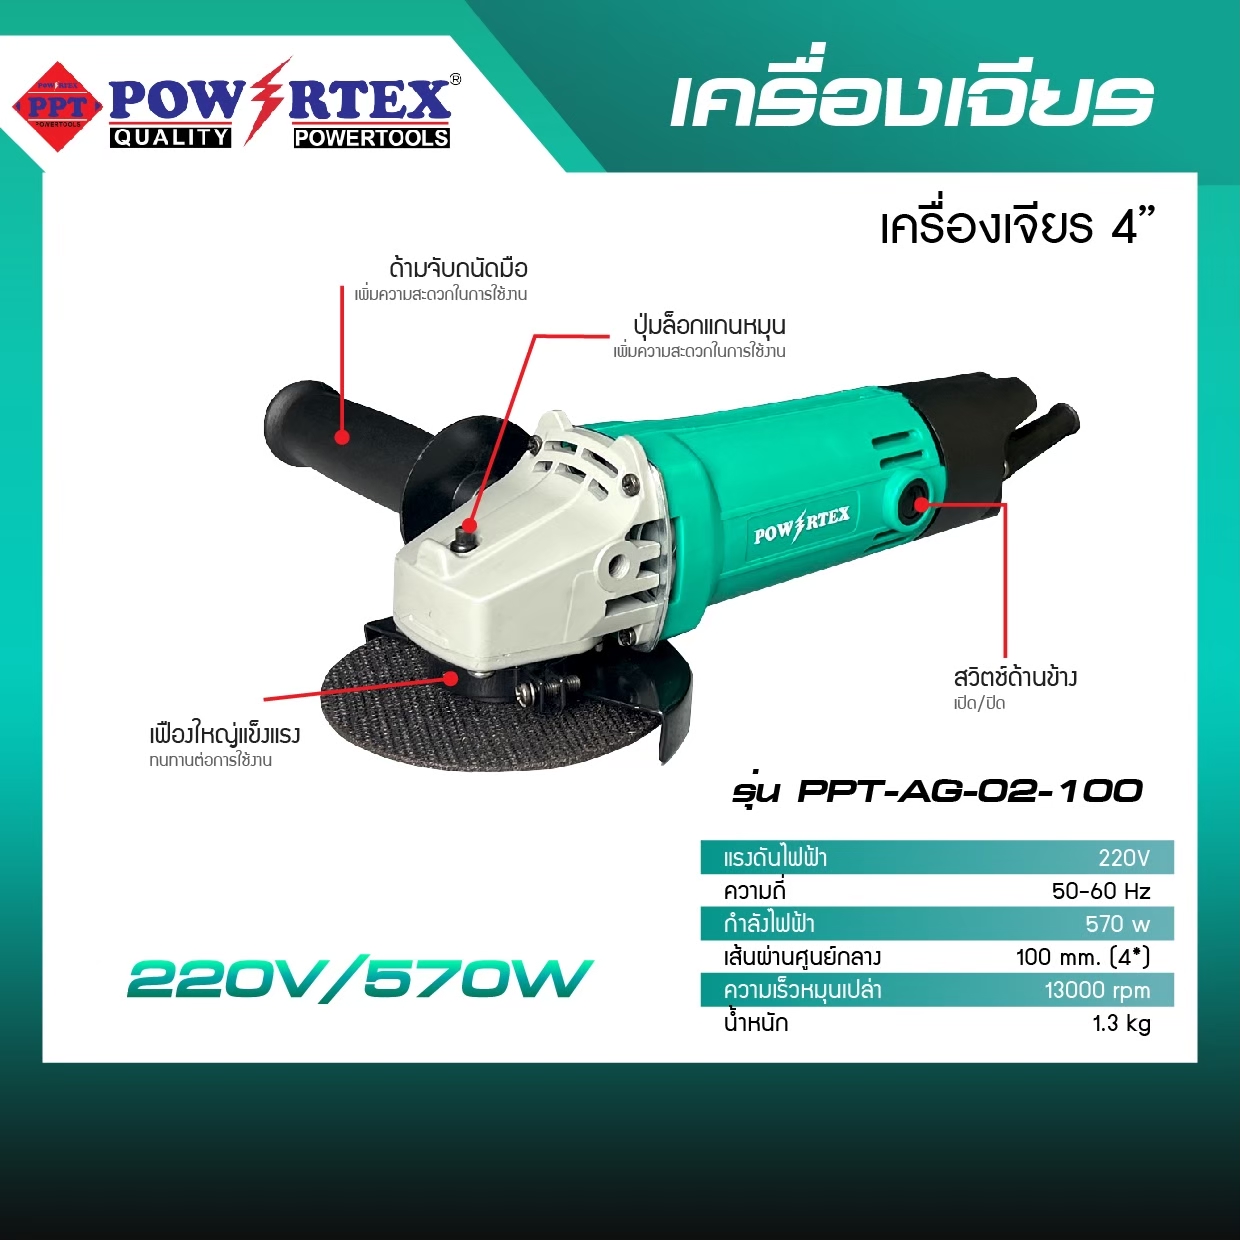 POWERTEX
PPT
POWERTOOLS
POWERTEX®
QUALITY
POWERTOOLS
เครื่องเจียร
เครื่องเจียร 4”
ด้ามจับถนัดมือ
เพิ่มความสะดวกในการใช้งาน
ปุ่มล็อกแกนหมุน
เพิ่มความสะดวกในการใช้งาน
POWERTEX
สวิตช์ด้านข้าง
เปิด/ปิด
เฟืองใหญ่แข็งแรง
ทนทานต่อการใช้งาน
รุ่น PPT-AG-02-100
แรงดันไฟฟ้า 220V
ความถี่ 50-60 Hz
กำลังไฟฟ้า 570 w
เส้นผ่านศูนย์กลาง 100 mm. (4")
ความเร็วหมุนเปล่า 13000 rpm
น้ำหนัก 1.3 kg
220V/570W